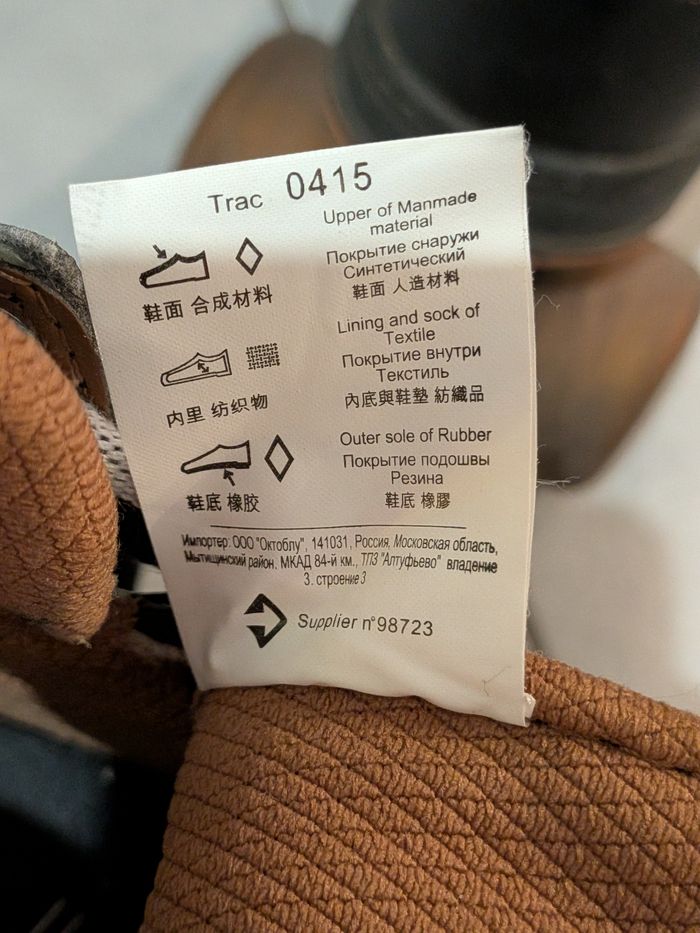 Trac 0415
Upper of Manmade
material
Покрытие снаружи
Синтетический
鞋面 人造材料
鞋面 合成材料
Lining and sock of
Textile
Покрытие внутри
Текстиль
內底與鞋墊 紡織品
内里 纺织物
Outer sole of Rubber
Покрытие подошвы
Резина
鞋底 橡膠
鞋底 橡胶
Импортер: ООО "Октоблу", 141031, Россия, Московская область,
Мытищинский район, МКАД 84-й км., ТПЗ "Алтуфьево" владение
3. строение 3
Supplier n°98723